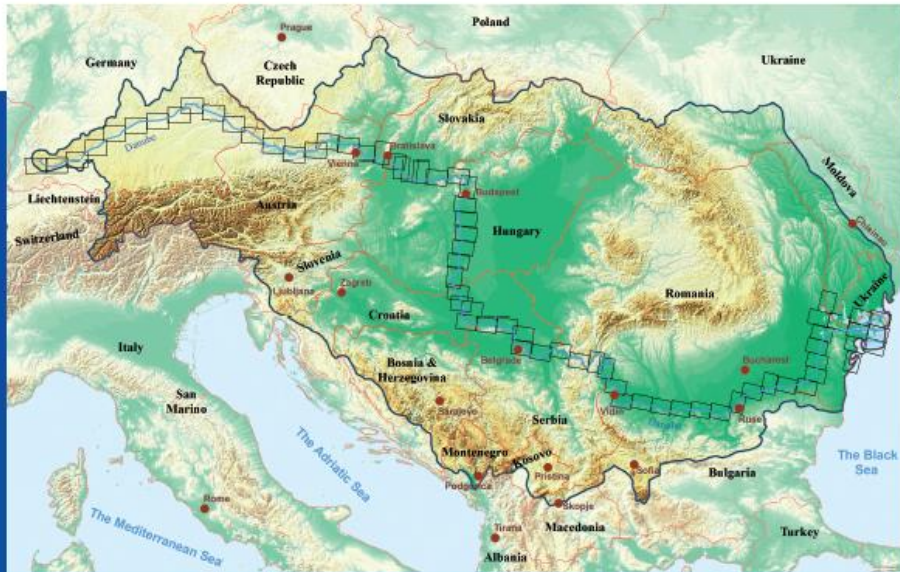 Prague
Poland
Germany
Czech
Republic
Ukraine
Slovakia
Danube
Vienna
Bratislava
Moldova
Liechtenstein
Budapest
Austria
Switzerland
Hungary
Chisinau
Slovenia
Ljubljana
Zagreb
Ukraine
Romania
Croatia
Italy
Belgrade
Bucharest
Bosnia &
Herzegovina
San
Marino
Vidin
Sarajevo
Ruse
Serbia
Danube
The Adriatic Sea
Montenegro
Kosovo
The Black
Sea
Podgorica
Pristina
Sofia
Bulgaria
Rome
Skopje
The Mediterranean Sea
Tirana
Macedonia
Turkey
Albania